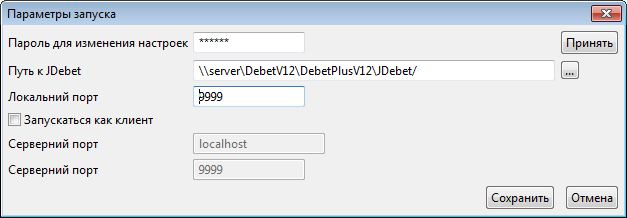 Параметры запуска
Пароль для изменения настроек ****** Принять
Путь к JDebet \\server\DebetV12\DebetPlusV12\JDebet/ ...
Локальний порт 9999
Запускаться как клиент
Серверний порт localhost
Серверний порт 9999
Сохранить Отмена